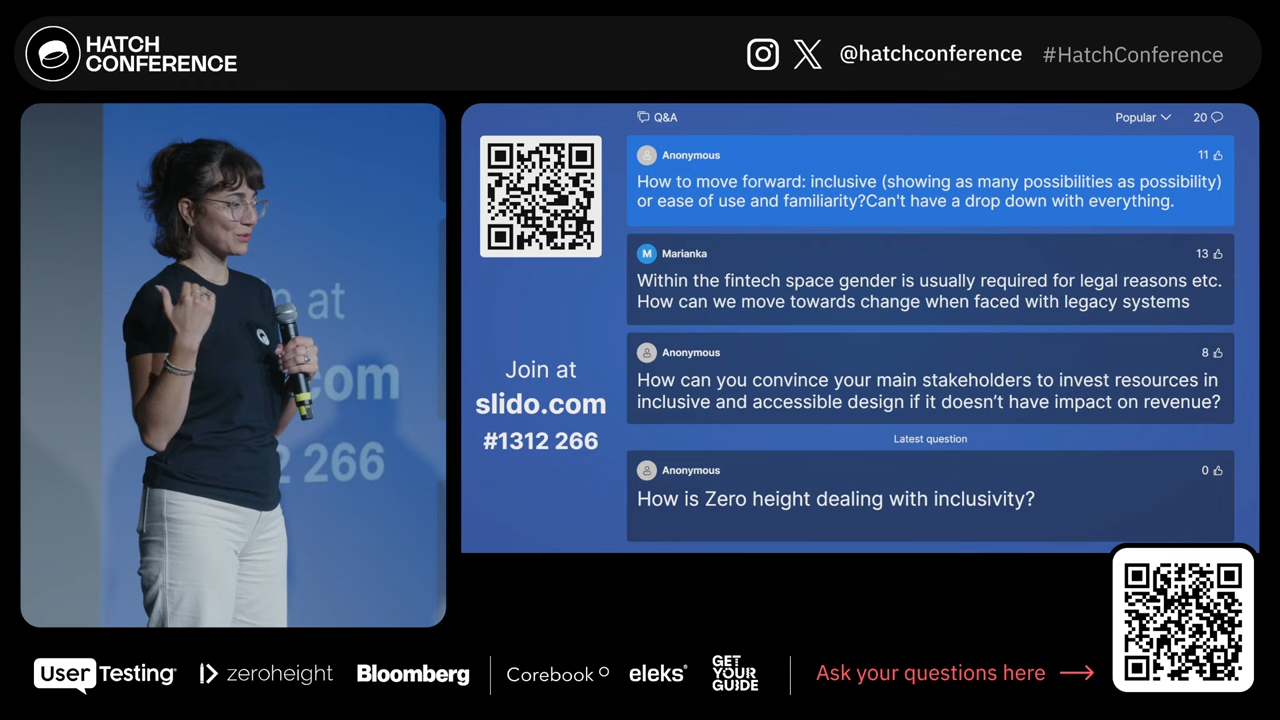 HATCH
CONFERENCE
@hatchconference #HatchConference
n at
.com
2 266
Join at
slido.com
#1312 266
Q&A
Popular
20
Anonymous
11
How to move forward: inclusive (showing as many possibilities as possibility)
or ease of use and familiarity?Can't have a drop down with everything.
M Marianka
13
Within the fintech space gender is usually required for legal reasons etc.
How can we move towards change when faced with legacy systems
Anonymous
8
How can you convince your main stakeholders to invest resources in
inclusive and accessible design if it doesn’t have impact on revenue?
Latest question
Anonymous
0
How is Zero height dealing with inclusivity?
UserTesting zeroheight Bloomberg Corebook eleks
GET
YOUR
GUIDE
Ask your questions here